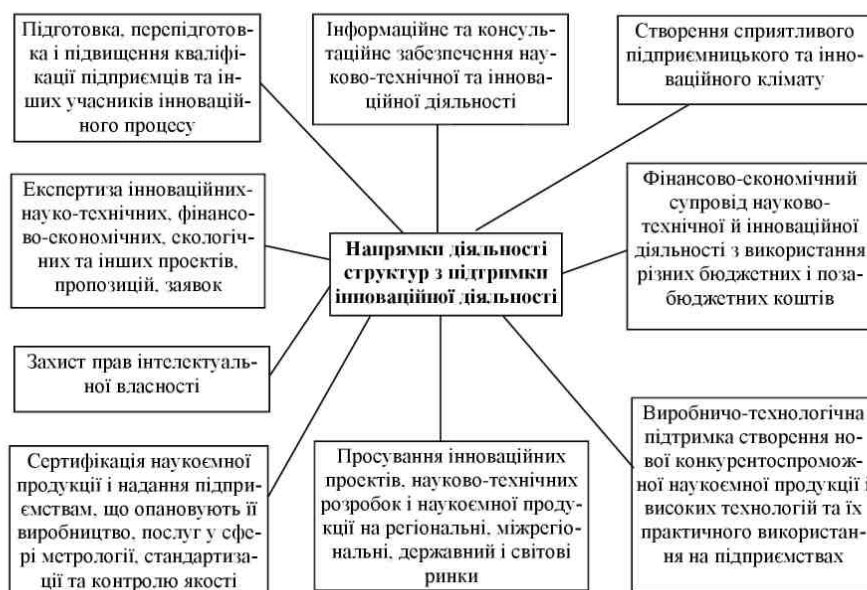 Підготовка, перепідготов-
ка і підвищення кваліфі-
кації підприємців та ін-
ших учасників інновацій-
ного процесу
Інформаційне та консуль-
таційне забезпечення нау-
ково-технічної та іннова-
ційної діяльності
Створення сприятливого
підприємницького та інно-
ваційного клімату
Експертиза інноваційних-
науко-технічних, фінансо-
во-економічних, екологіч-
них та інших проектів,
пропозицій, заявок
Напрямки діяльності
структур з підтримки
інноваційної діяльності
Фінансово-економічний
супровід науково-
технічної й інноваційної
діяльності з використання
різних бюджетних і поза-
бюджетних коштів
Захист прав інтелектуаль-
ної власності
Сертифікація наукоємної
продукції і надання підпри-
ємствам, що опановують її
виробництво, послуг у сфе-
рі метрології, стандартиза-
ції та контролю якості
Просування інноваційних
проектів, науково-технічних
розробок і наукоємної проду-
кції на регіональні, міжрегіо-
нальні, державний і світові
ринки
Виробничо-технологічна
підтримка створення но-
вої конкурентоспромож-
ної наукоємної продукції і
високих технологій та їх
практичного використан-
ня на підприємствах